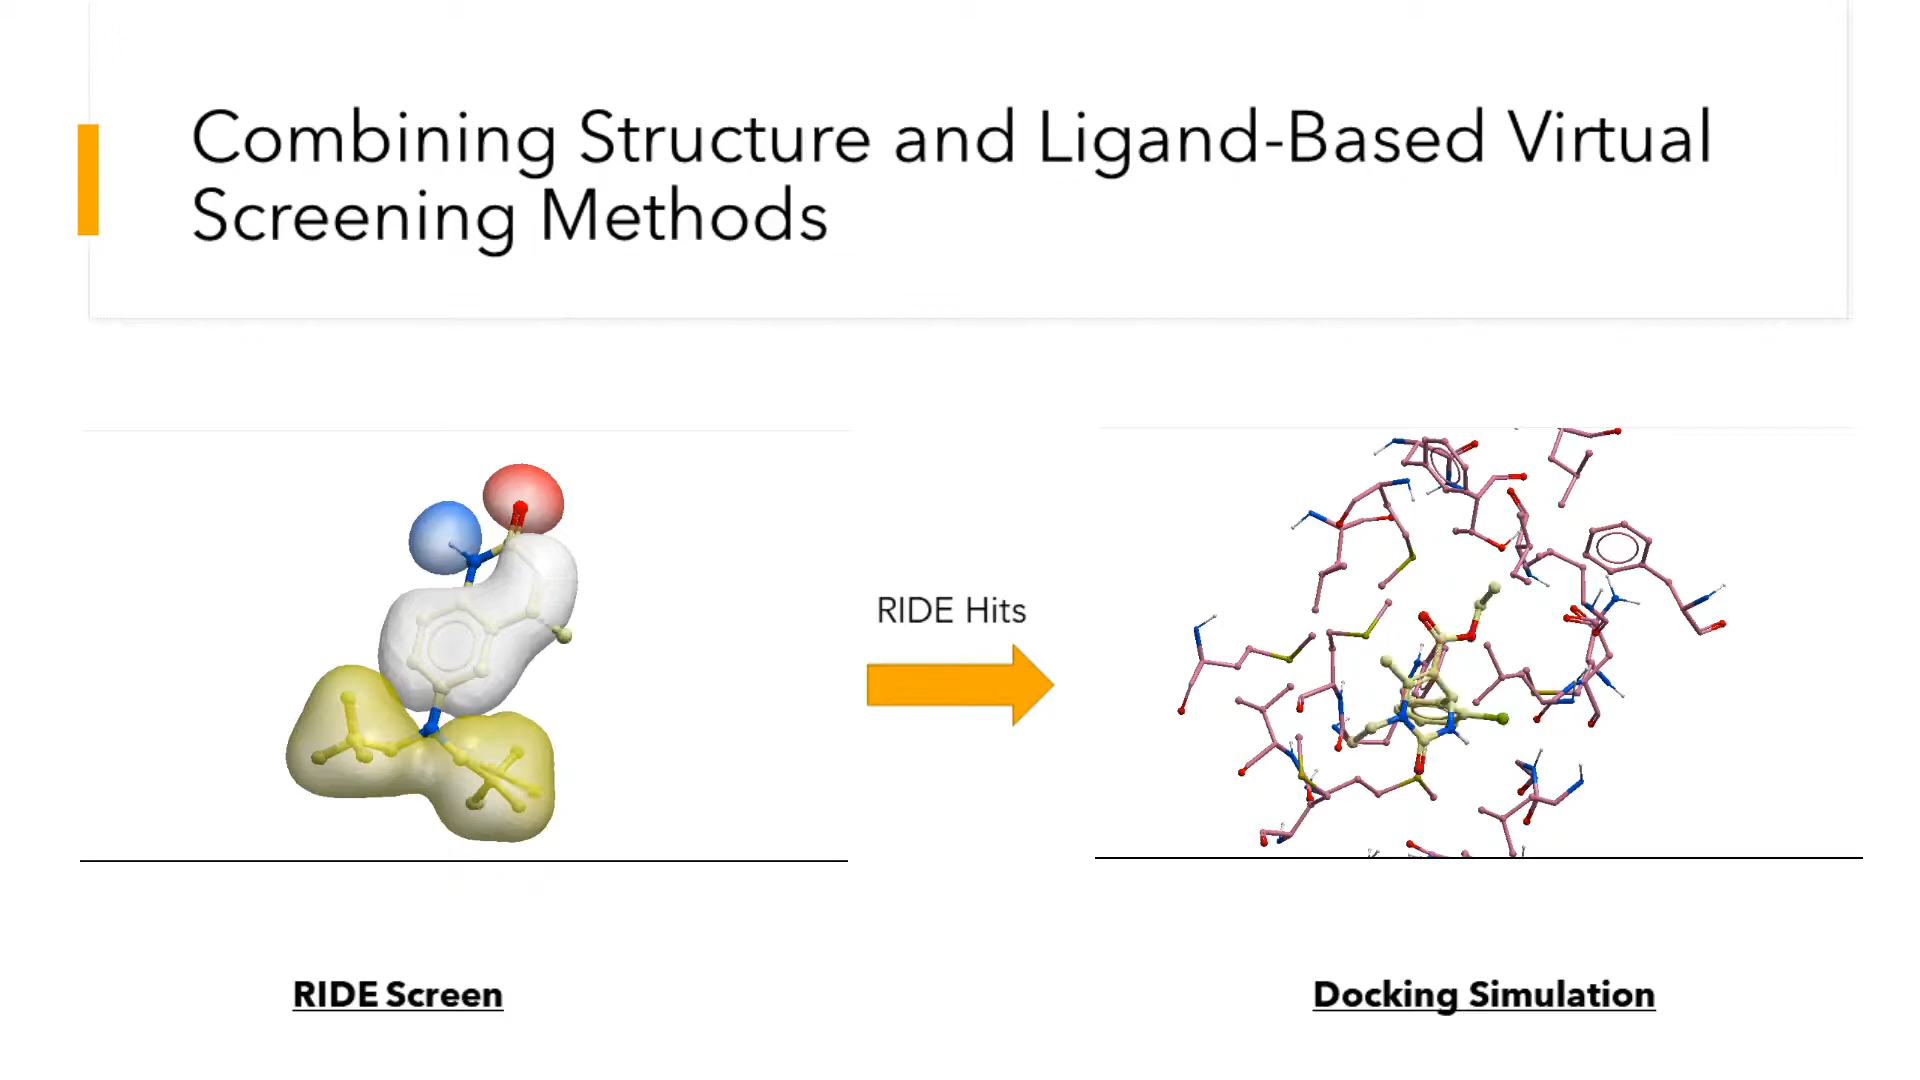 Combining Structure and Ligand-Based Virtual
Screening Methods
RIDE Hits
RIDE Screen
Docking Simulation